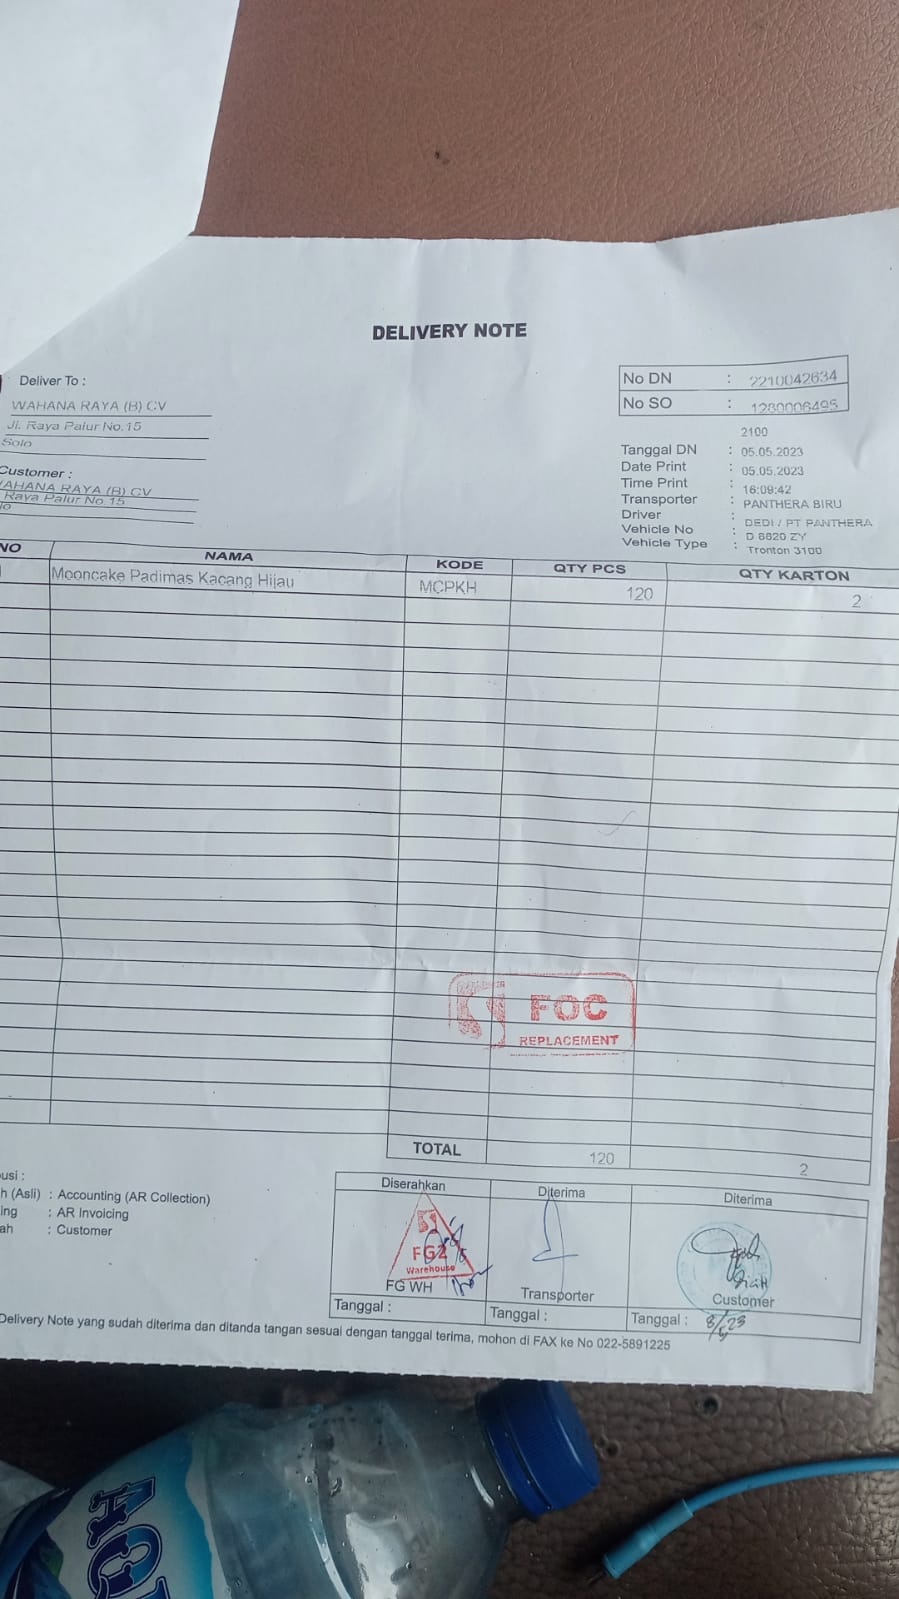 DELIVERY NOTE
Deliver To :
WAHANA RAYA (B) CV
Jl. Raya Palur No.15
Solo
Customer :
AHANA RAYA (B) CV
Raya Palur No.15
lo
No DN : 2210042634
No SO : 1280006495
2100
Tanggal DN : 05.05.2023
Date Print : 05.05.2023
Time Print : 16:09:42
Transporter : PANTHERA BIRU
Driver : DEDI / PT PANTHERA
Vehicle No : D 8620 ZY
Vehicle Type : Tronton 3100
NO NAMA KODE QTY PCS QTY KARTON
Mooncake Padimas Kacang Hijau MCPKH 120 2
FOC
REPLACEMENT
TOTAL 120 2
usi :
h (Asli) : Accounting (AR Collection)
ing : AR Invoicing
ah : Customer
Diserahkan Diterima Diterima
FG2
Warehouse
FG WH Transporter Customer
Tanggal : Tanggal : Tanggal : 8/5 23
Delivery Note yang sudah diterima dan ditanda tangan sesuai dengan tanggal terima, mohon di FAX ke No 022-5891225
AQ